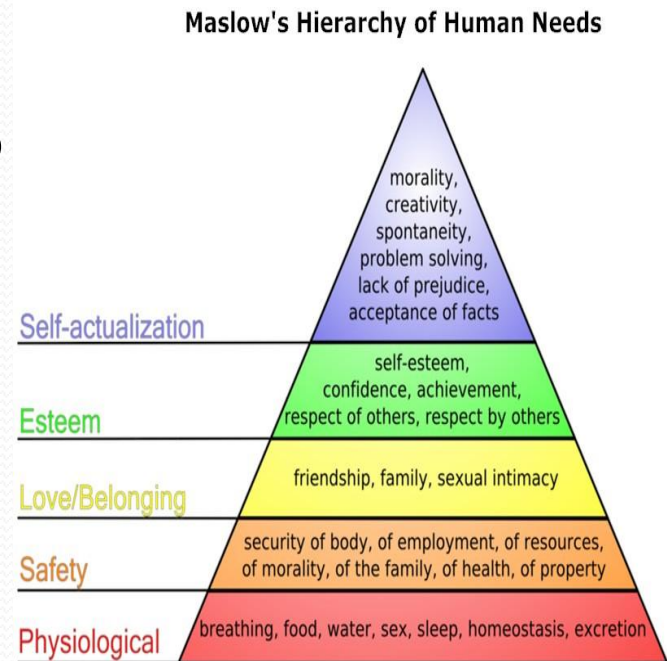 Maslow's Hierarchy of Human Needs
morality,
creativity,
spontaneity,
problem solving,
lack of prejudice,
acceptance of facts
Self-actualization
self-esteem,
confidence, achievement,
respect of others, respect by others
Esteem
friendship, family, sexual intimacy
Love/Belonging
security of body, of employment, of resources,
of morality, of the family, of health, of property
Safety
breathing, food, water, sex, sleep, homeostasis, excretion
Physiological